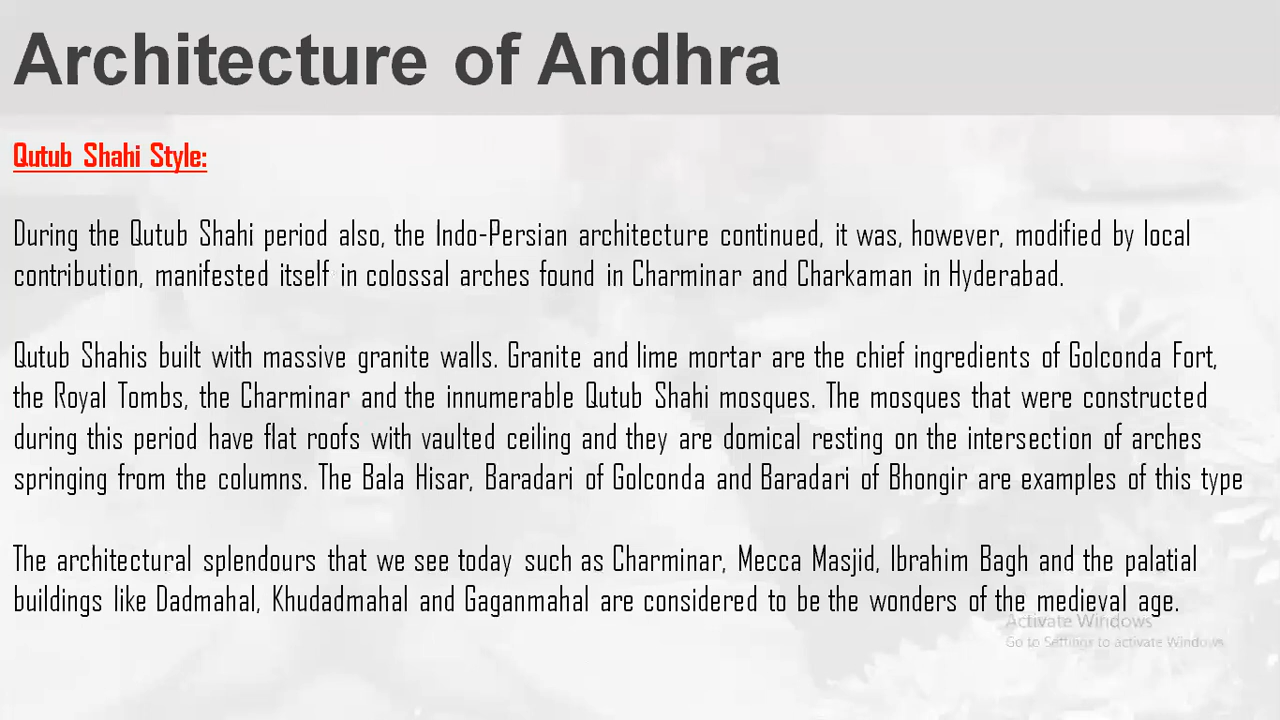 Architecture of Andhra
Qutub Shahi Style:
During the Qutub Shahi period also, the Indo-Persian architecture continued, it was, however, modified by local
contribution, manifested itself in colossal arches found in Charminar and Charkaman in Hyderabad.
Qutub Shahis built with massive granite walls. Granite and lime mortar are the chief ingredients of Golconda Fort,
the Royal Tombs, the Charminar and the innumerable Qutub Shahi mosques. The mosques that were constructed
during this period have flat roofs with vaulted ceiling and they are domical resting on the intersection of arches
springing from the columns. The Bala Hisar, Baradari of Golconda and Baradari of Bhongir are examples of this type
The architectural splendours that we see today such as Charminar, Mecca Masjid, Ibrahim Bagh and the palatial
buildings like Dadmahal, Khudadmahal and Gaganmahal are considered to be the wonders of the medieval age.
Activate Windows
Go to Settings to activate Windows